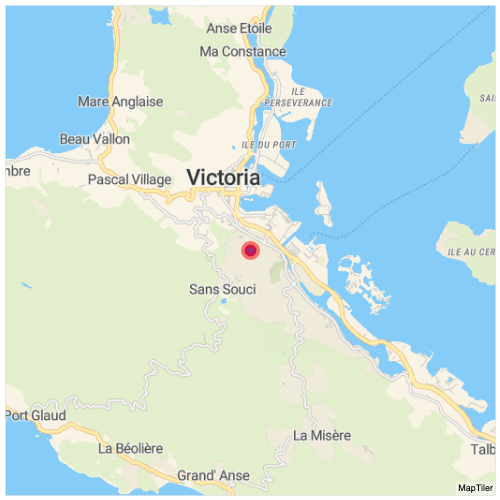 Anse Etoile
Ma Constance
ILE
PERSEVERANCE
SAIN
Mare Anglaise
Beau Vallon
ILE DU PORT
mbre
Pascal Village
Victoria
ILE AU CER
Sans Souci
Port Glaud
La Misère
La Béolière
Talb
Grand' Anse
MapTiler